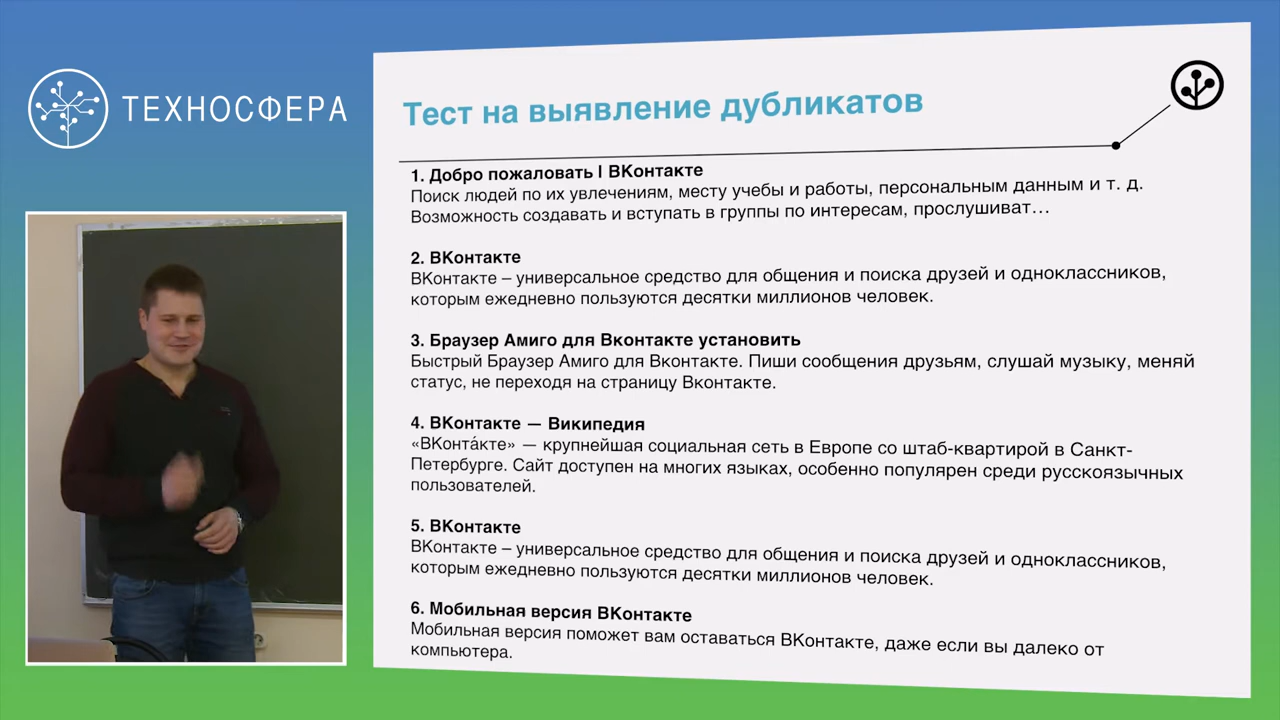 ТЕХНОСФЕРА
Тест на выявление дубликатов
1. Добро пожаловать | ВКонтакте
Поиск людей по их увлечениям, месту учебы и работы, персональным данным и т. д.
Возможность создавать и вступать в группы по интересам, прослушиват…
2. ВКонтакте
ВКонтакте – универсальное средство для общения и поиска друзей и одноклассников,
которым ежедневно пользуются десятки миллионов человек.
3. Браузер Амиго для Вконтакте установить
Быстрый Браузер Амиго для Вконтакте. Пиши сообщения друзьям, слушай музыку, меняй
статус, не переходя на страницу Вконтакте.
4. ВКонтакте — Википедия
«ВКонта́кте» — крупнейшая социальная сеть в Европе со штаб-квартирой в Санкт-
Петербурге. Сайт доступен на многих языках, особенно популярен среди русскоязычных
пользователей.
5. ВКонтакте
ВКонтакте – универсальное средство для общения и поиска друзей и одноклассников,
которым ежедневно пользуются десятки миллионов человек.
6. Мобильная версия ВКонтакте
Мобильная версия поможет вам оставаться ВКонтакте, даже если вы далеко от
компьютера.